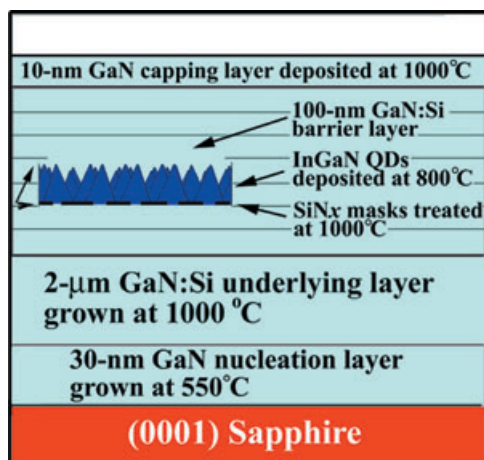 10-nm GaN capping layer deposited at 1000℃
100-nm GaN:Si
barrier layer
InGaN QDs
deposited at 800℃
SiNx masks treated
at 1000℃
2-μm GaN:Si underlying layer
grown at 1000 °C
30-nm GaN nucleation layer
grown at 550℃
(0001) Sapphire